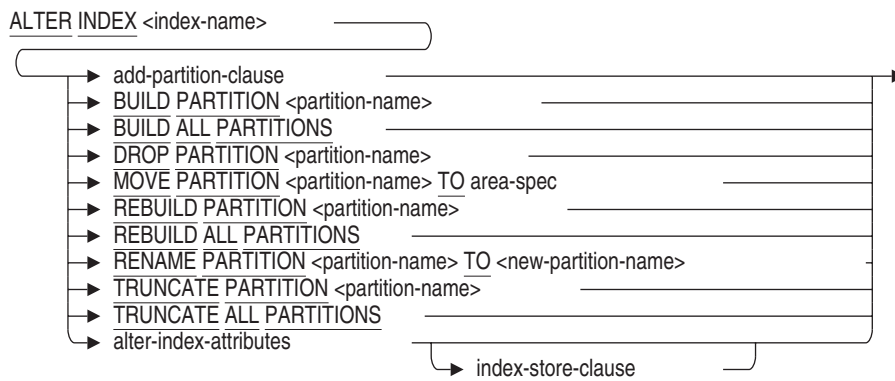 ALTER INDEX <index-name>
add-partition-clause
BUILD PARTITION <partition-name>
BUILD ALL PARTITIONS
DROP PARTITION <partition-name>
MOVE PARTITION <partition-name> TO area-spec
REBUILD PARTITION <partition-name>
REBUILD ALL PARTITIONS
RENAME PARTITION <partition-name> TO <new-partition-name>
TRUNCATE PARTITION <partition-name>
TRUNCATE ALL PARTITIONS
alter-index-attributes
index-store-clause